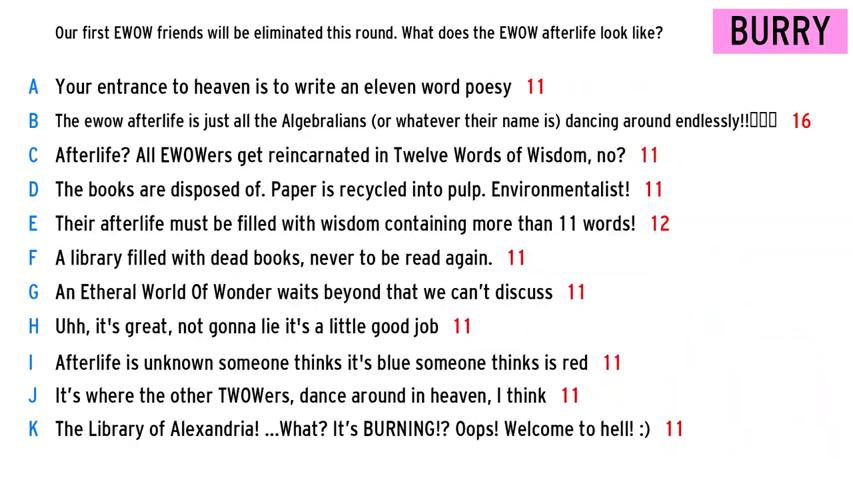 Our first EWOW friends will be eliminated this round. What does the EWOW afterlife look like?
BURRY
A Your entrance to heaven is to write an eleven word poesy 11
B The ewow afterlife is just all the Algebralians (or whatever their name is) dancing around endlessly!!▯▯▯ 16
C Afterlife? All EWOWers get reincarnated in Twelve Words of Wisdom, no? 11
D The books are disposed of. Paper is recycled into pulp. Environmentalist! 11
E Their afterlife must be filled with wisdom containing more than 11 words! 12
F A library filled with dead books, never to be read again. 11
G An Etheral World Of Wonder waits beyond that we can't discuss 11
H Uhh, it's great, not gonna lie it's a little good job 11
I Afterlife is unknown someone thinks it's blue someone thinks is red 11
J It's where the other TWOWers, dance around in heaven, I think 11
K The Library of Alexandria! ...What? It's BURNING!? Oops! Welcome to hell! :) 11